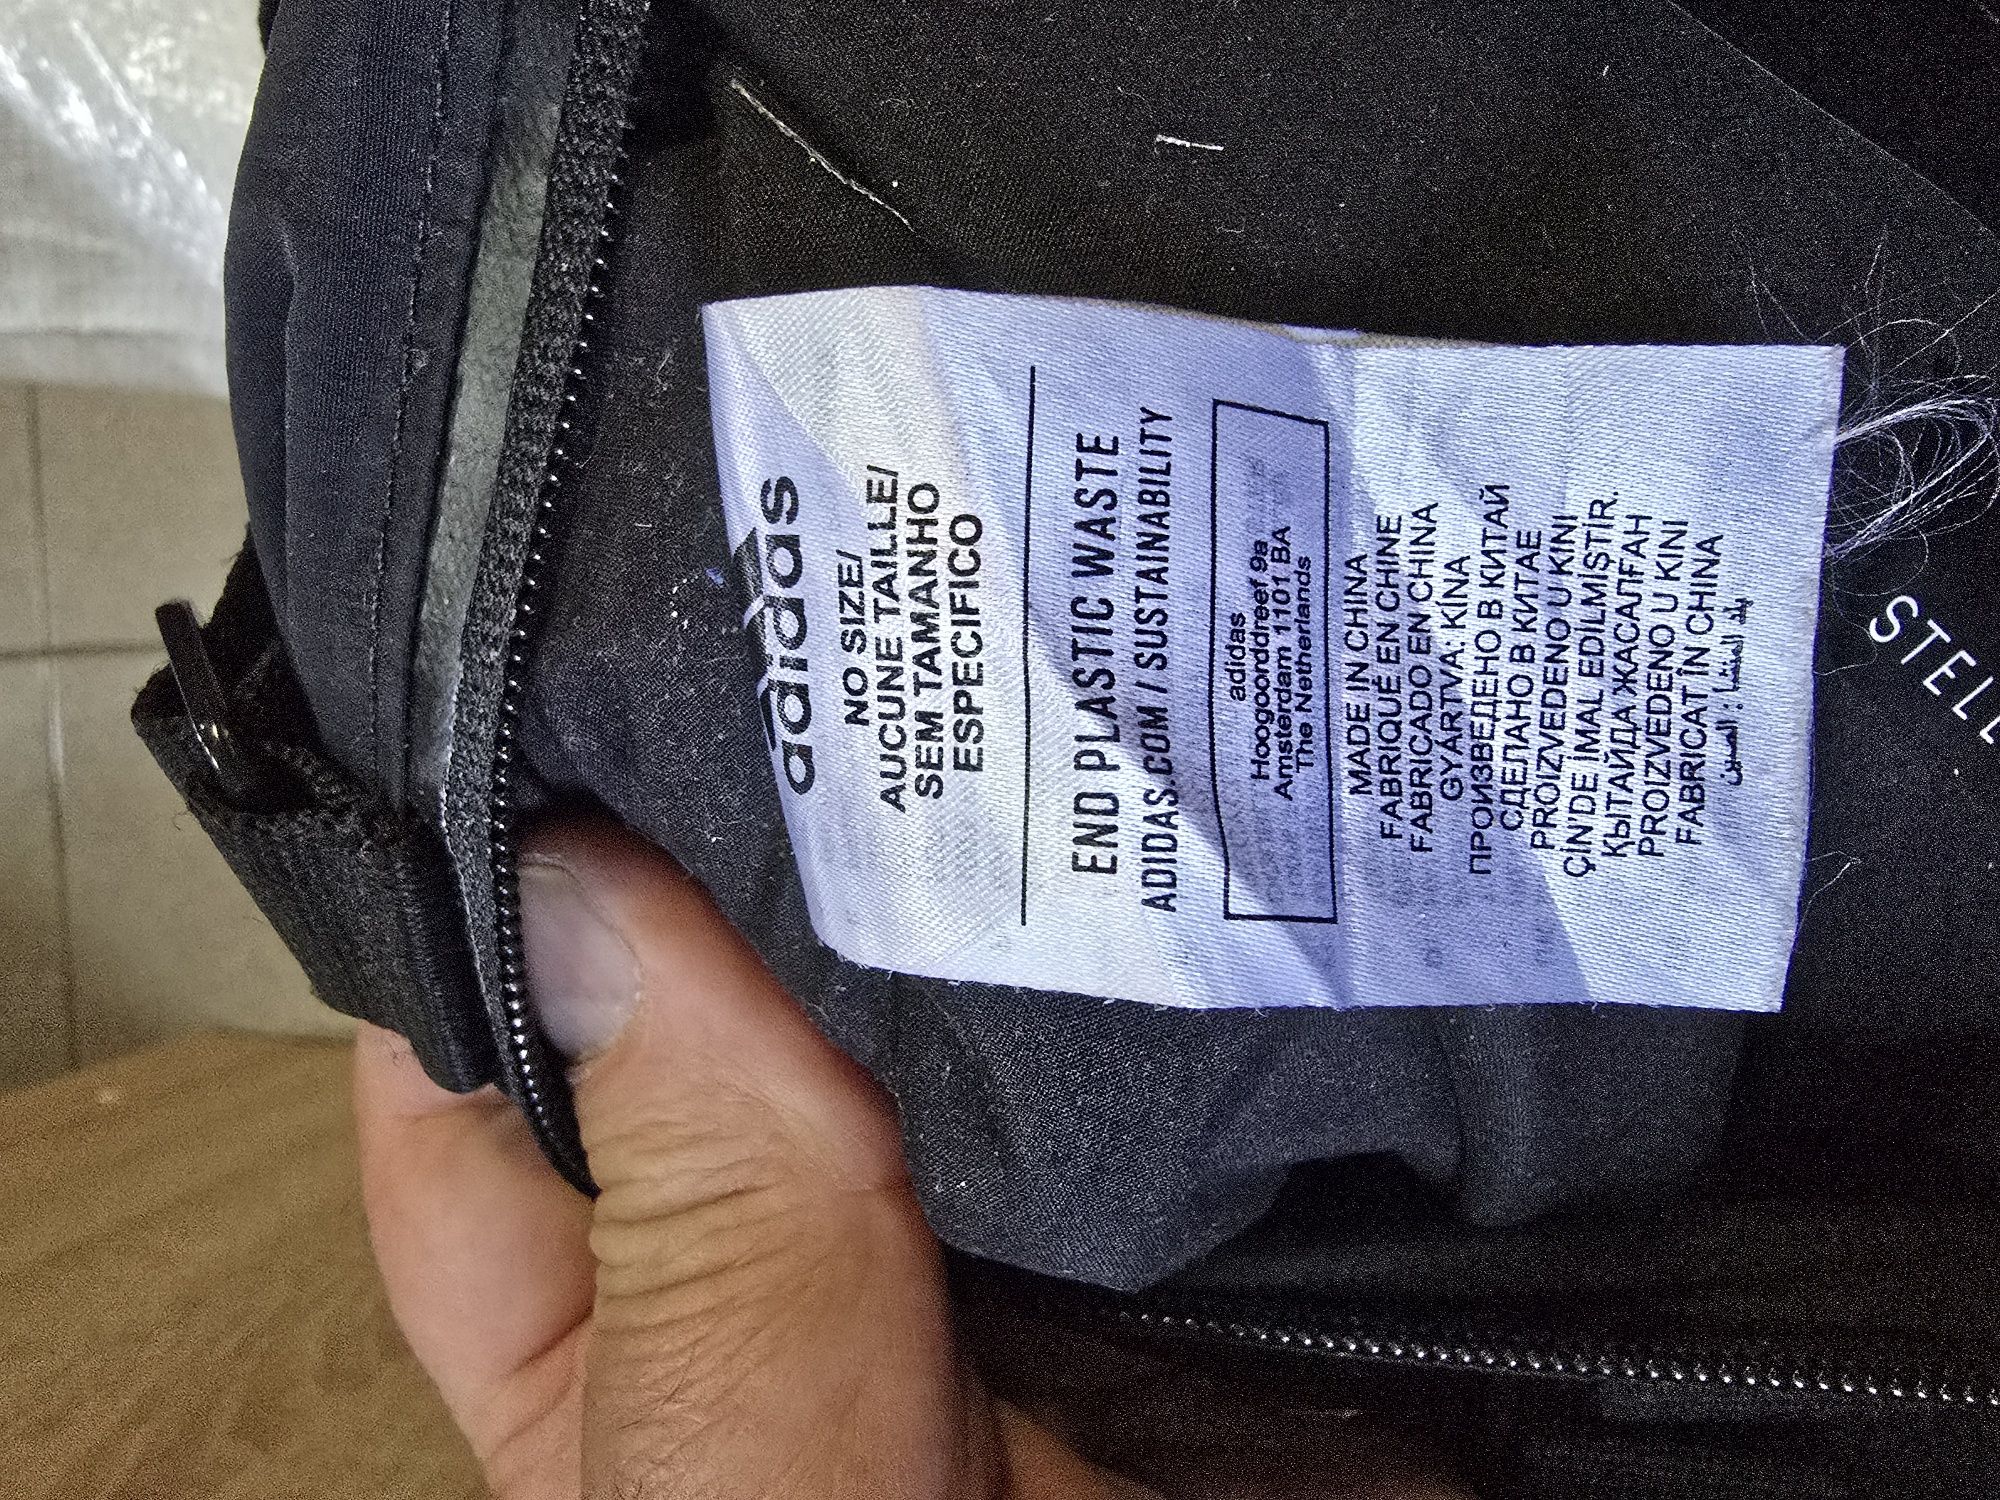 adidas
NO SIZE/
AUCUNE TAILLE/
SEM TAMANHO
ESPECIFICO
END PLASTIC WASTE
ADIDAS.COM / SUSTAINABILITY
adidas
Hoogoorddreef 9a
Amsterdam 1101 BA
The Netherlands
MADE IN CHINA
FABRIQUÉ EN CHINE
FABRICADO EN CHINA
GYÁRTVA: KÍNA
ПРОИЗВЕДЕНО В КИТАЙ
СДЕЛАНО В КИТАЕ
PROIZVEDENO U KINI
ÇİN'DE İMAL EDİLMİŞTİR.
ҚЫТАЙДА ЖАСАЛҒАН
PROIZVEDENO U KINI
FABRICAT ÎN CHINA
بلد المنشأ : الصين
STELL